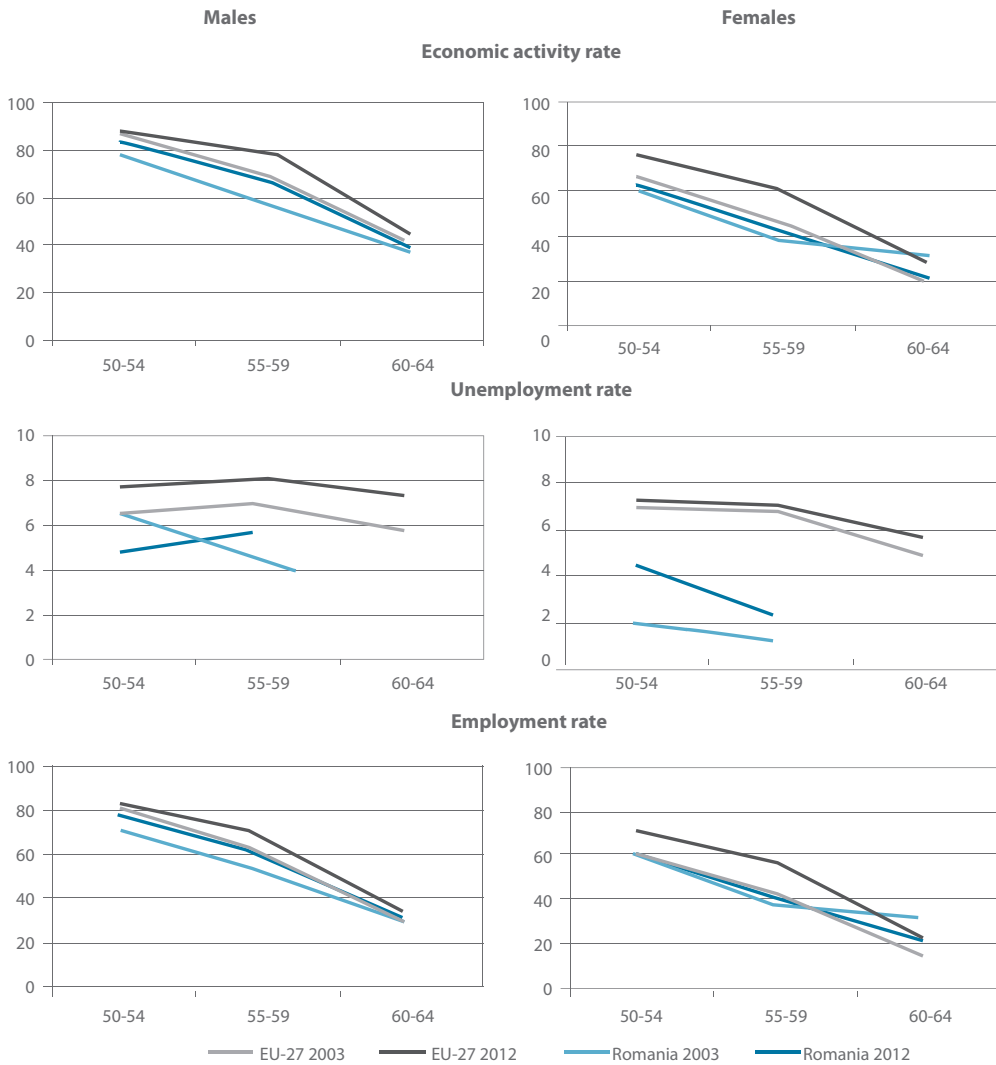 Males Females
Economic activity rate
100 100
80 80
60 60
40 40
20 20
0 0
50-54 55-59 60-64 50-54 55-59 60-64
Unemployment rate
10 10
8 8
6 6
4 4
2 2
0 0
50-54 55-59 60-64 50-54 55-59 60-64
Employment rate
100 100
80 80
60 60
40 40
20 20
0 0
50-54 55-59 60-64 50-54 55-59 60-64
EU-27 2003 EU-27 2012 Romania 2003 Romania 2012